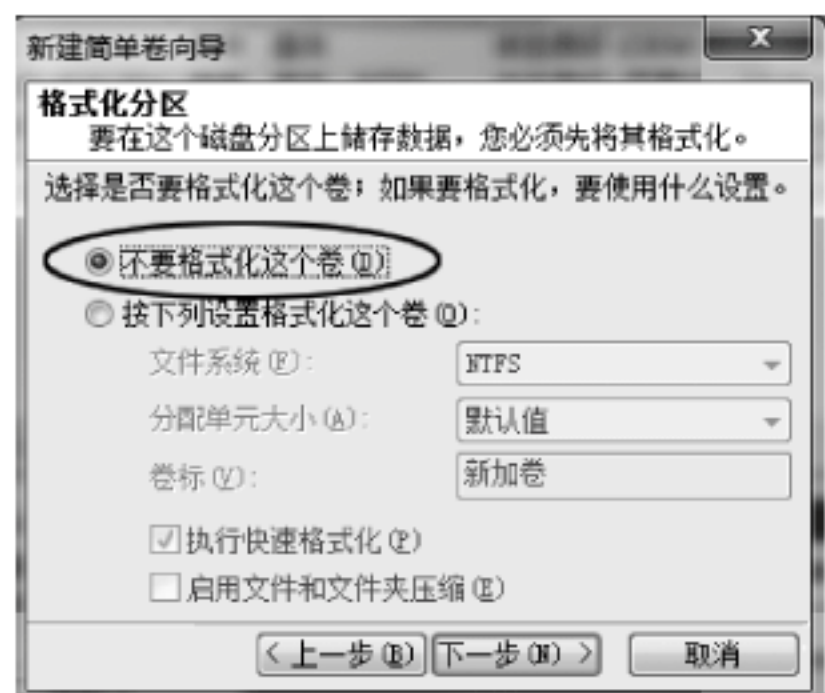 新建简单卷向导
格式化分区
要在这个磁盘分区上储存数据，您必须先将其格式化。
选择是否要格式化这个卷；如果要格式化，要使用什么设置。
不要格式化这个卷(D)
按下列设置格式化这个卷(O):
文件系统(F): NTFS
分配单元大小(A): 默认值
卷标(V): 新加卷
执行快速格式化(P)
启用文件和文件夹压缩(E)
< 上一步(B) 下一步(N) > 取消